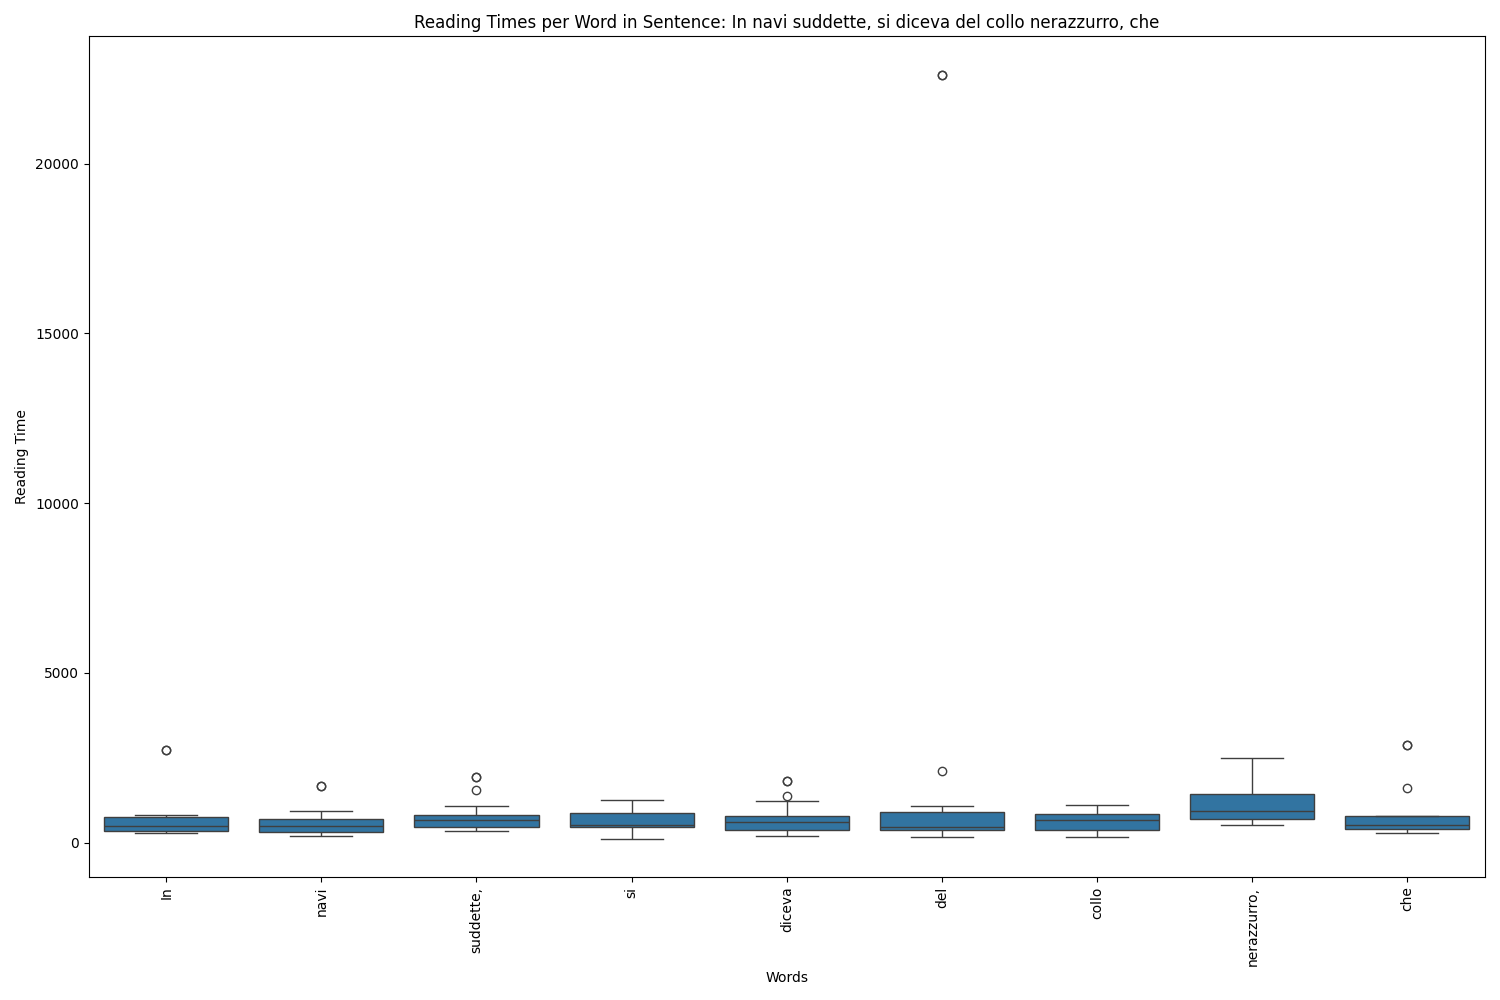 Reading Times per Word in Sentence: In navi suddette, si diceva del collo nerazzurro, che
20000
15000
10000
5000
0
Reading Time
In
navi
suddette,
si
diceva
del
collo
nerazzurro,
che
Words